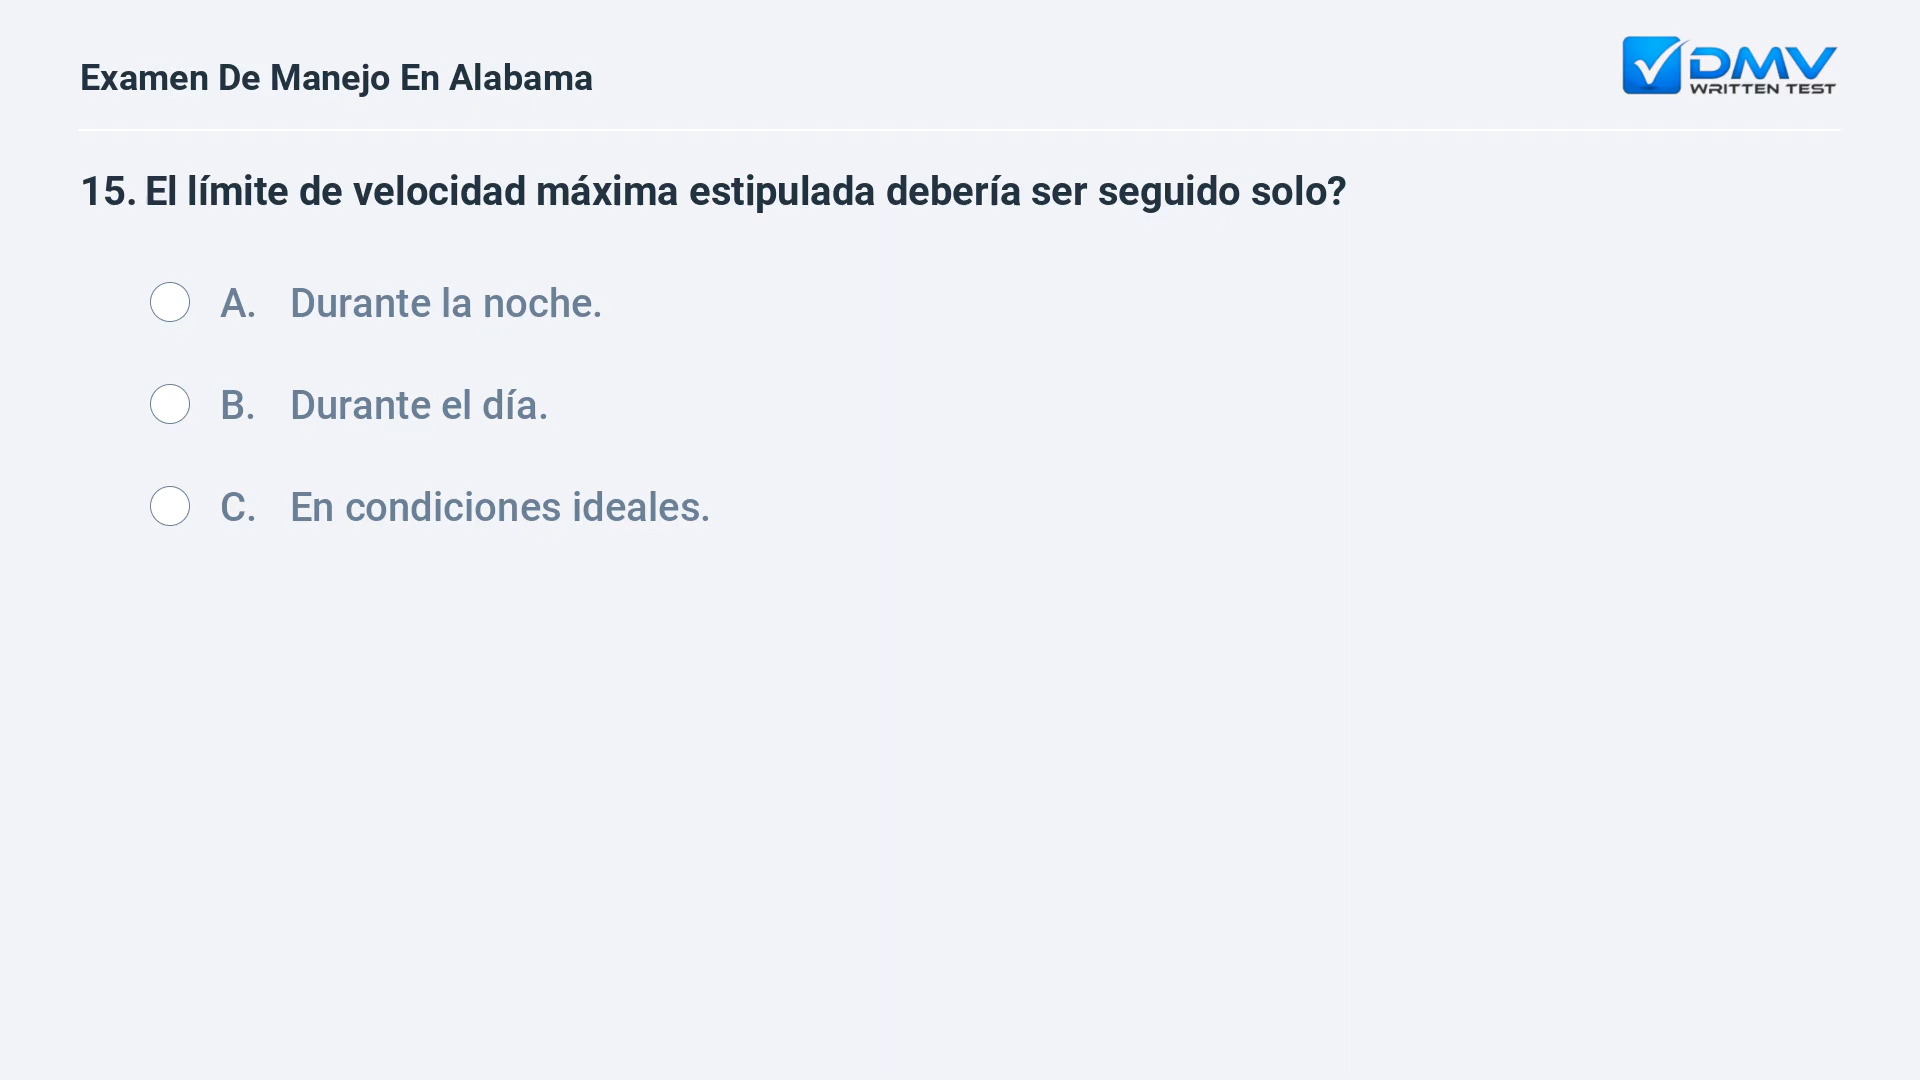 Examen De Manejo En Alabama
DMV
WRITTEN TEST
15. El límite de velocidad máxima estipulada debería ser seguido solo?
A. Durante la noche.
B. Durante el día.
C. En condiciones ideales.